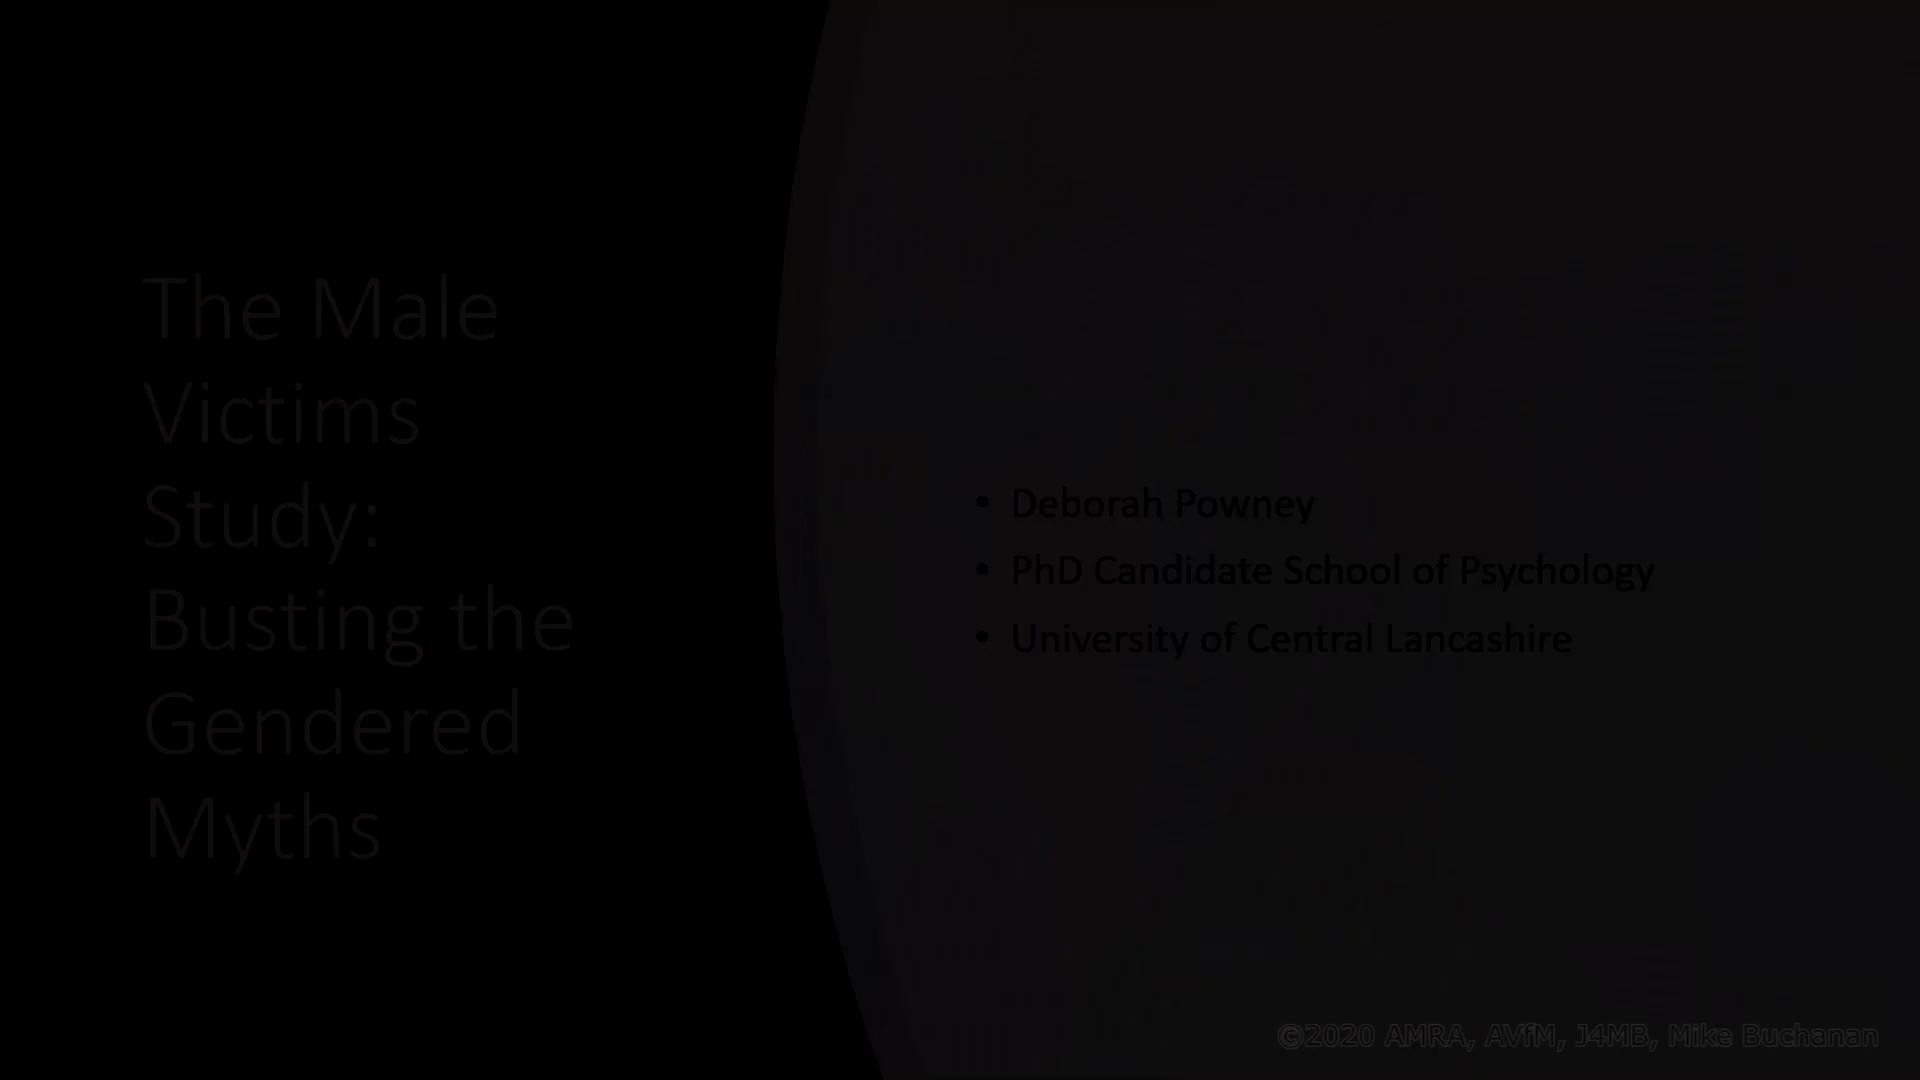 The Male
Victims
Study:
Busting the
Gendered
Myths
• Deborah Powney
• PhD Candidate School of Psychology
• University of Central Lancashire
©2020 AMRA, AVfM, J4MB, Mike Buchanan